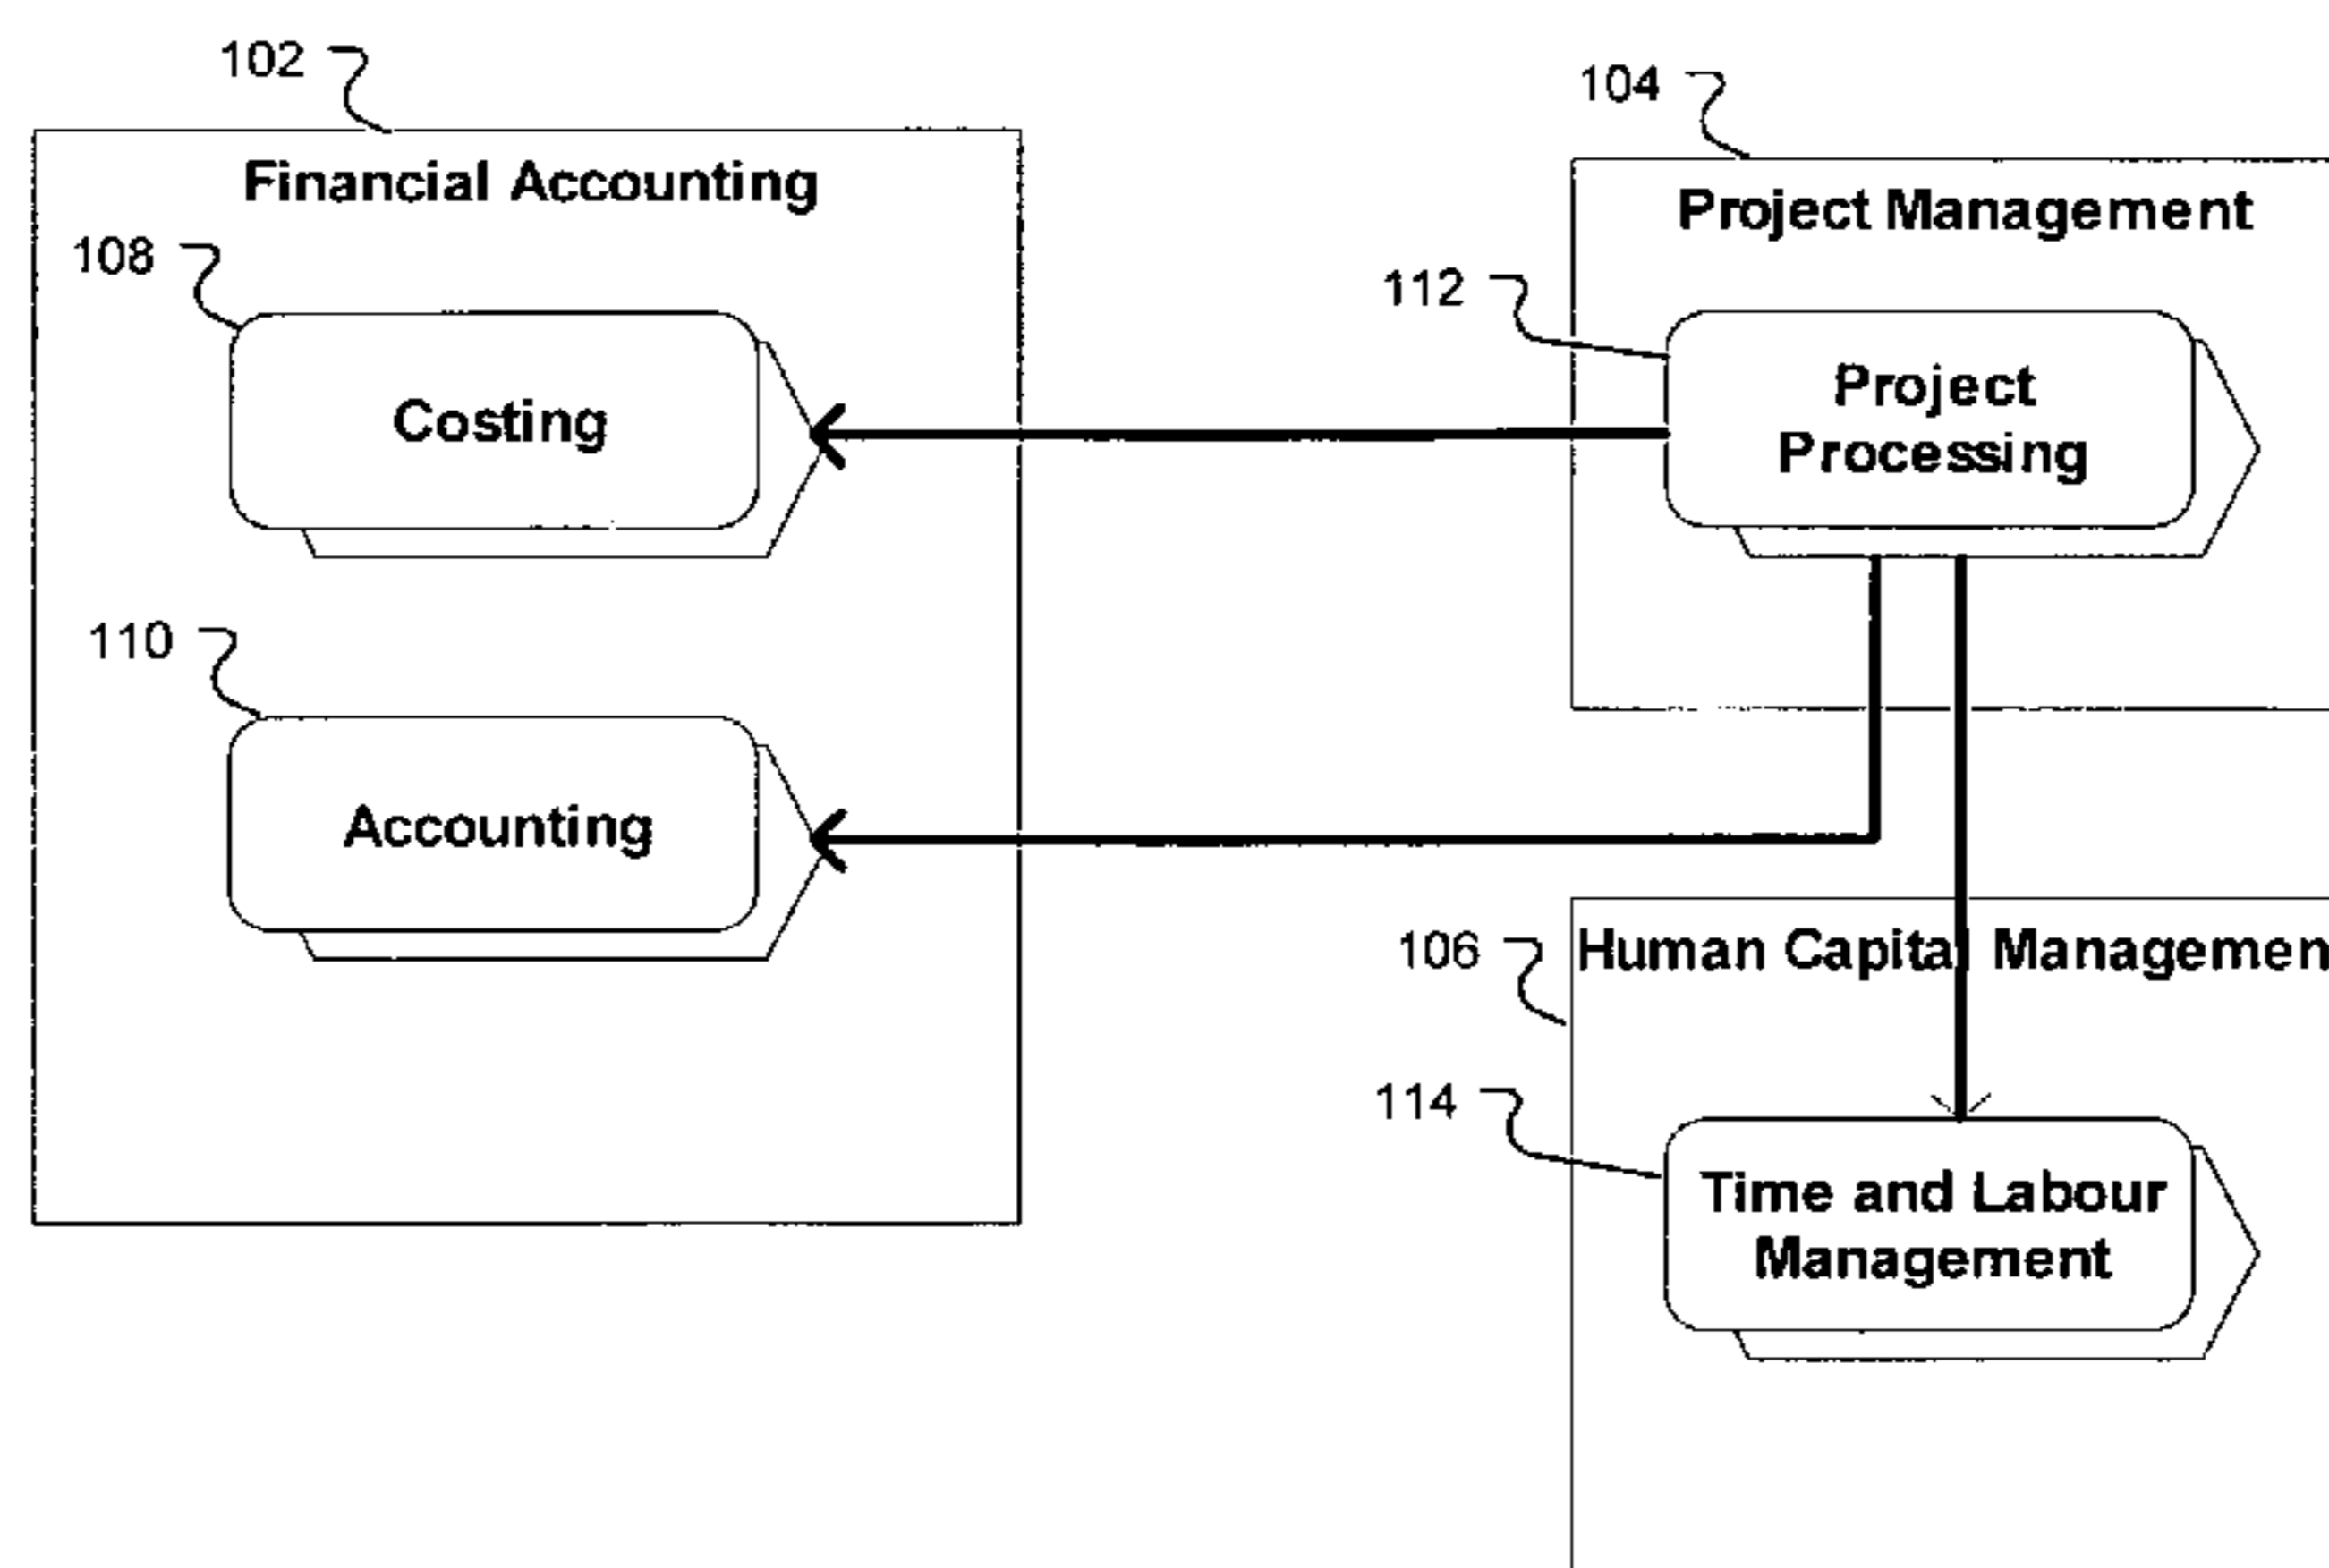 102
Financial Accounting
108
Costing
110
Accounting
104
Project Management
112
Project
Processing
106
Human Capital Managemen
114
Time and Labour
Management